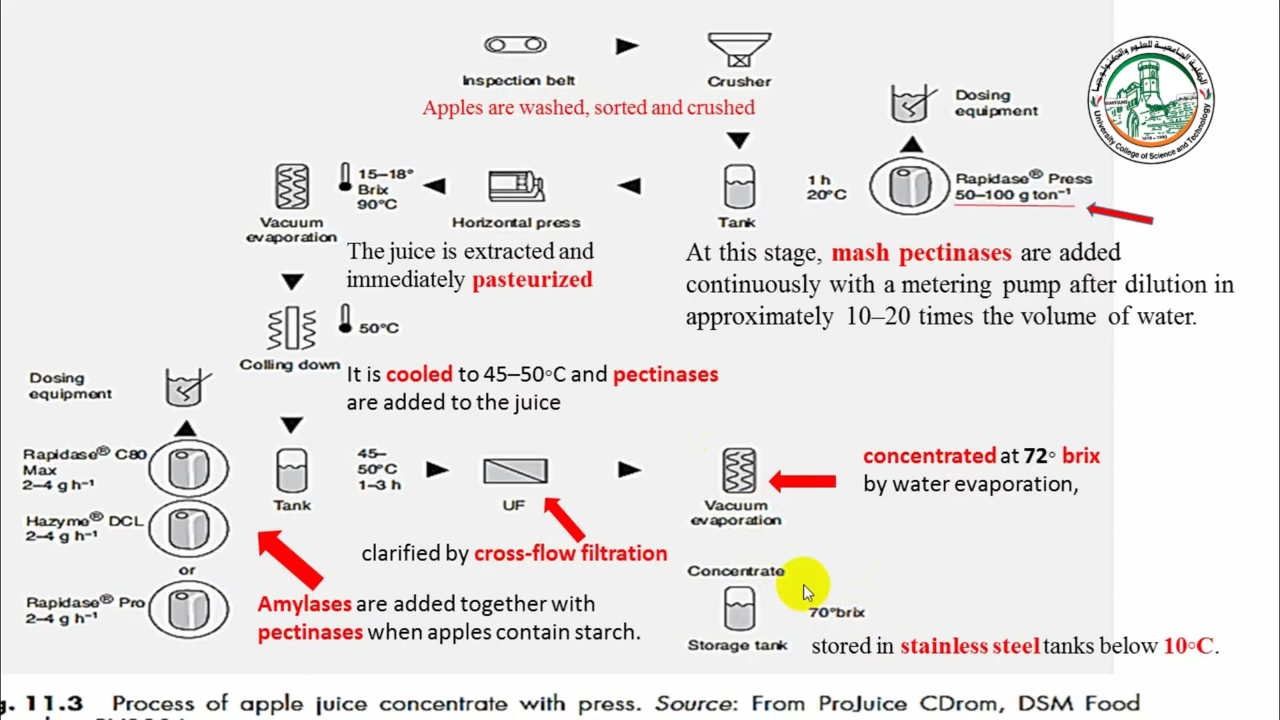 Inspection belt
Crusher
Apples are washed, sorted and crushed
Dosing
equipment
University College of Science and Technology
15–18°
Brix
90°C
Vacuum
evaporation
Horizontal press
Tank
1 h
20°C
Rapidase® Press
50–100 g ton⁻¹
The juice is extracted and
immediately pasteurized
At this stage, mash pectinases are added
continuously with a metering pump after dilution in
approximately 10–20 times the volume of water.
50°C
Colling down
It is cooled to 45–50◦C and pectinases
are added to the juice
Dosing
equipment
Rapidase® C80
Max
2–4 g h⁻¹
Hazyme® DCL
2–4 g h⁻¹
or
Rapidase® Pro
2–4 g h⁻¹
Tank
45–
50°C
1–3 h
UF
Vacuum
evaporation
concentrated at 72◦ brix
by water evaporation,
clarified by cross-flow filtration
Amylases are added together with
pectinases when apples contain starch.
Concentrate
70°brix
Storage tank
stored in stainless steel tanks below 10◦C.
11.3 Process of apple juice concentrate with press. Source: From ProJuice CDrom, DSM Food